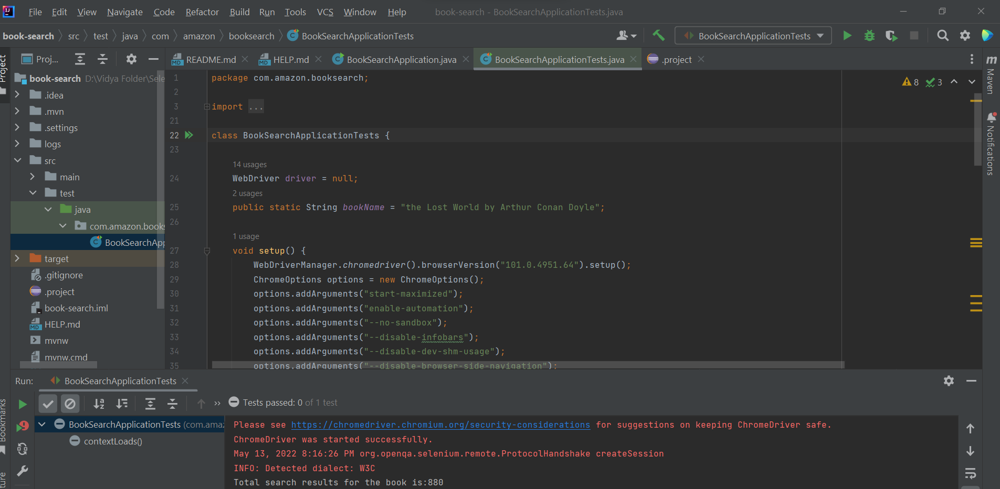 File Edit View Navigate Code Refactor Build Run Tools VCS Window Help book-search - BookSearchApplicationTests.java
book-search src test java com amazon booksearch BookSearchApplicationTests
BookSearchApplicationTests
Project
Proj...
README.md HELP.md BookSearchApplication.java BookSearchApplicationTests.java .project
book-search D:\Vidya Folder\Sele
.idea
.mvn
.settings
logs
src
main
test
java
com.amazon.books
BookSearchApp
target
.gitignore
.project
book-search.iml
HELP.md
mvnw
mvnw.cmd
1 package com.amazon.booksearch;
2
3 import ...
21
22 class BookSearchApplicationTests {
23
14 usages
24 WebDriver driver = null;
2 usages
25 public static String bookName = "the Lost World by Arthur Conan Doyle";
26
1 usage
27 void setup() {
28 WebDriverManager.chromedriver().browserVersion("101.0.4951.64").setup();
29 ChromeOptions options = new ChromeOptions();
30 options.addArguments("start-maximized");
31 options.addArguments("enable-automation");
32 options.addArguments("--no-sandbox");
33 options.addArguments("--disable-infobars");
34 options.addArguments("--disable-dev-shm-usage");
35 options.addArguments("--disable-browser-side-navigation");
8 3
Maven
Notifications
Run: BookSearchApplicationTests
Tests passed: 0 of 1 test
BookSearchApplicationTests (com.amaz
contextLoads()
Please see https://chromedriver.chromium.org/security-considerations for suggestions on keeping ChromeDriver safe.
ChromeDriver was started successfully.
May 13, 2022 8:16:26 PM org.openqa.selenium.remote.ProtocolHandshake createSession
INFO: Detected dialect: W3C
Total search results for the book is:880
Bookmarks
ture